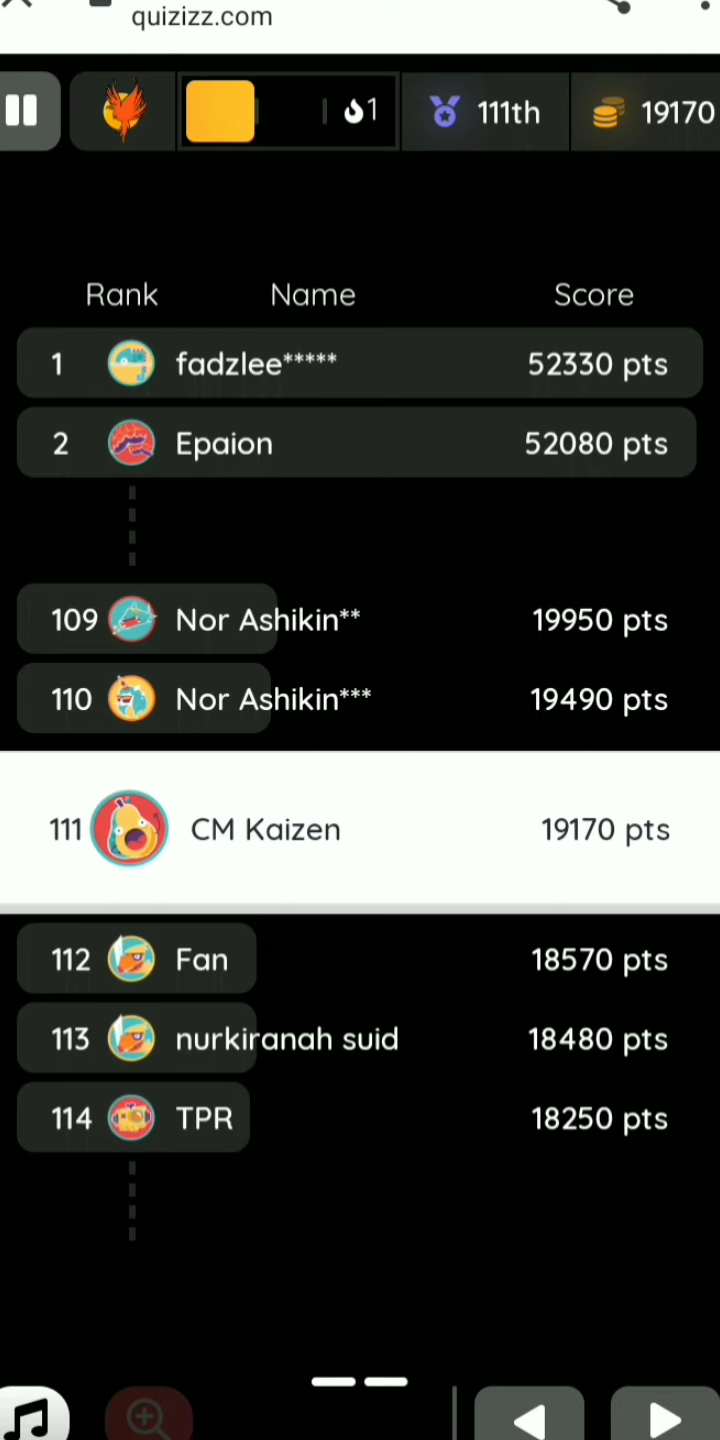 quizizz.com
1 111th 19170
Rank Name Score
1 fadzlee***** 52330 pts
2 Epaion 52080 pts
109 Nor Ashikin** 19950 pts
110 Nor Ashikin*** 19490 pts
111 CM Kaizen 19170 pts
112 Fan 18570 pts
113 nurkiranah suid 18480 pts
114 TPR 18250 pts